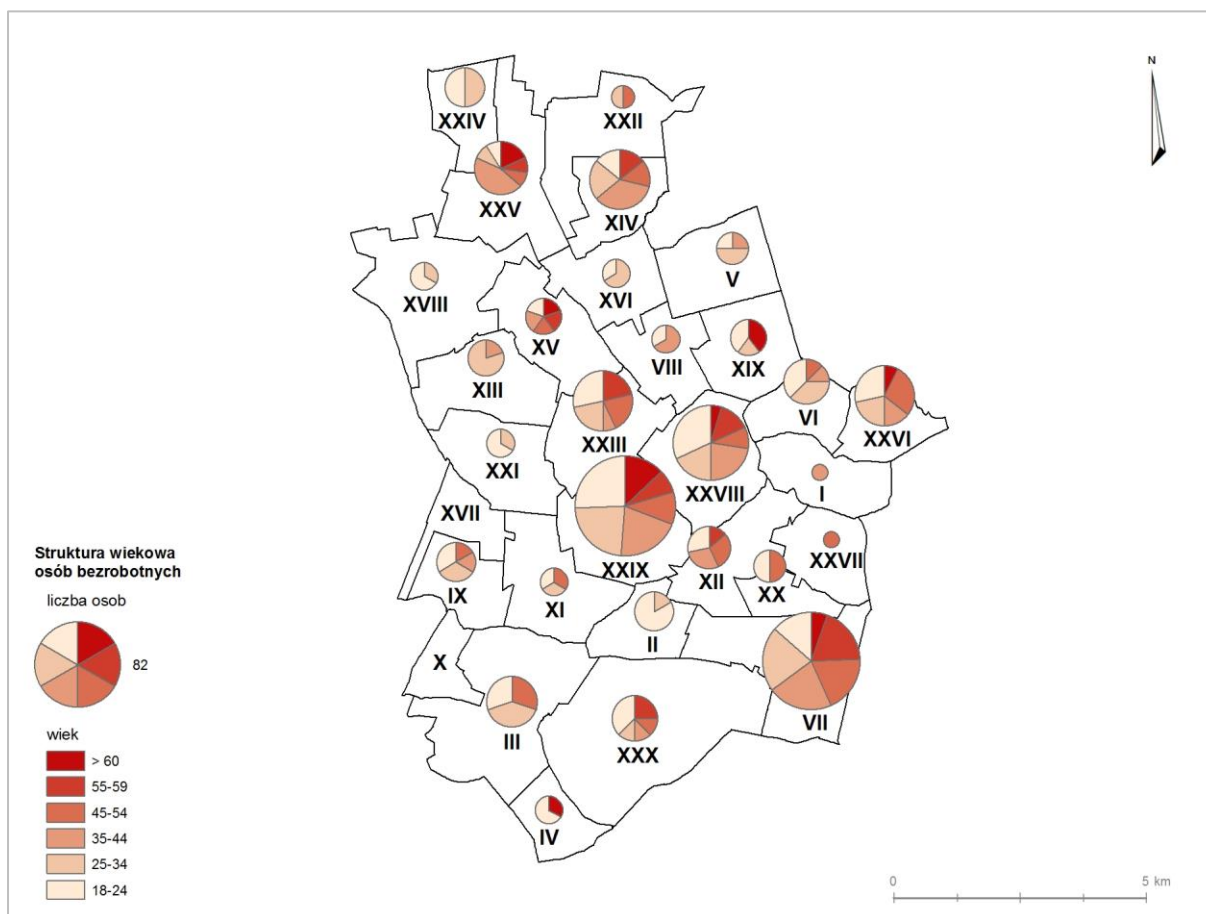 N
XXIV
XXII
XXV
XIV
V
XVIII
XVI
XV
VIII
XIX
XIII
VI
XXVI
XXIII
XXI
XXVIII
I
XVII
XXIX
XII
XXVII
XX
IX
XI
II
X
VII
III
XXX
IV
Struktura wiekowa
osób bezrobotnych
liczba osob
82
wiek
> 60
55-59
45-54
35-44
25-34
18-24
0 5 km